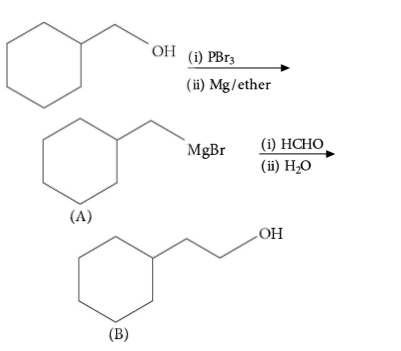 OH
(i) PBr₃
(ii) Mg/ether
MgBr
(i) HCHO
(ii) H₂O
(A)
OH
(B)